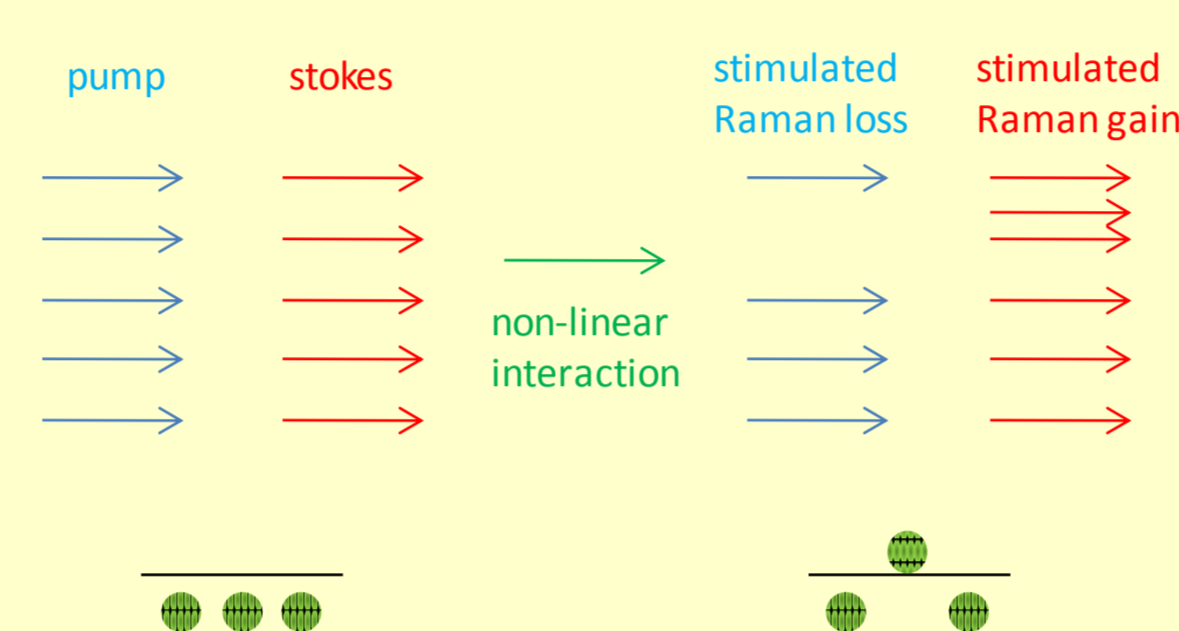 pump
stokes
stimulated
Raman loss
stimulated
Raman gain
non-linear
interaction